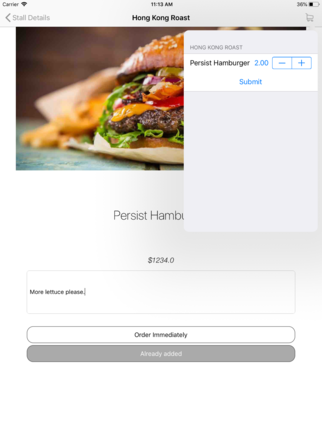 Carrier 11:13 AM 36%
Stall Details Hong Kong Roast
HONG KONG ROAST
Persist Hamburger 2.00 − +
Submit
Persist Hambu
$1234.0
More lettuce please.
Order Immediately
Already added